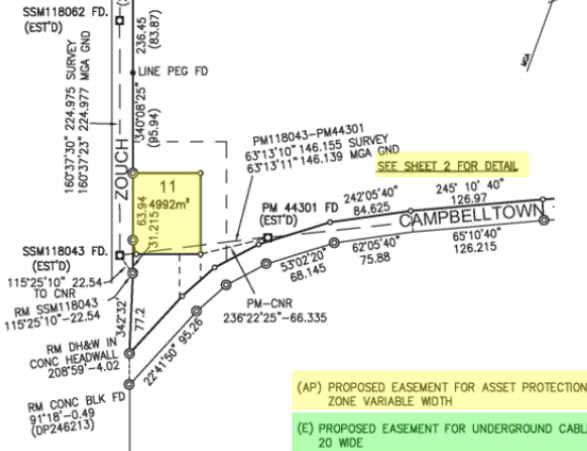 SSM118062 FD.
(EST'D)
236.45
(83.87)
LINE PEG FD
160°37'30" 224.975 SURVEY
160°37'23" 224.977 MGA GND
340°08'25"
(95.94)
MGA
ZOUCH
PM118043-PM44301
63°13'10" 146.155 SURVEY
63°13'11" 146.139 MGA GND
SEE SHEET 2 FOR DETAIL
11
4992m²
63.94
31.215
PM 44301 FD
(EST'D)
242°05'40"
84.625
245° 10' 40"
126.97
CAMPBELLTOWN
SSM118043 FD.
(EST'D)
115°25'10" 22.54
TO CNR
RM SSM118043
115°25'10"-22.54
53°02'20"
68.145
62°05'40"
75.88
65°10'40"
126.215
PM-CNR
236°22'25"-66.335
342°32'
77.2
RM DH&W IN
CONC HEADWALL
208°59'-4.02
22°41'50" 95.26
RM CONC BLK FD
91°18'-0.49
(DP246213)
(AP) PROPOSED EASEMENT FOR ASSET PROTECTION
ZONE VARIABLE WIDTH
(E) PROPOSED EASEMENT FOR UNDERGROUND CABL
20 WIDE